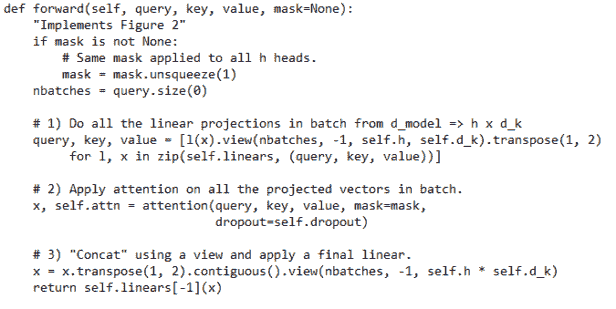 def forward(self, query, key, value, mask=None):
    "Implements Figure 2"
    if mask is not None:
        # Same mask applied to all h heads.
        mask = mask.unsqueeze(1)
    nbatches = query.size(0)

    # 1) Do all the linear projections in batch from d_model => h x d_k
    query, key, value = [l(x).view(nbatches, -1, self.h, self.d_k).transpose(1, 2)
        for l, x in zip(self.linears, (query, key, value))]

    # 2) Apply attention on all the projected vectors in batch.
    x, self.attn = attention(query, key, value, mask=mask,
                             dropout=self.dropout)

    # 3) "Concat" using a view and apply a final linear.
    x = x.transpose(1, 2).contiguous().view(nbatches, -1, self.h * self.d_k)
    return self.linears[-1](x)